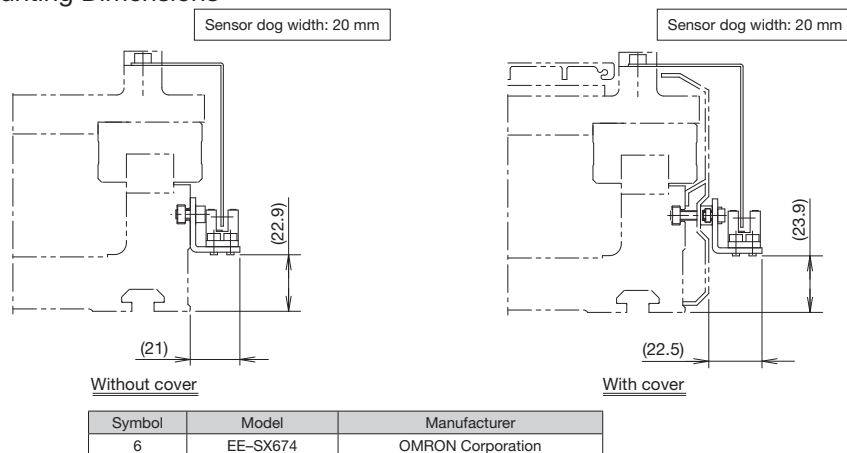 Sensor dog width: 20 mm
Sensor dog width: 20 mm
(22.9)
(23.9)
(21)
(22.5)
Without cover
With cover
Symbol Model Manufacturer
6 EE–SX674 OMRON Corporation